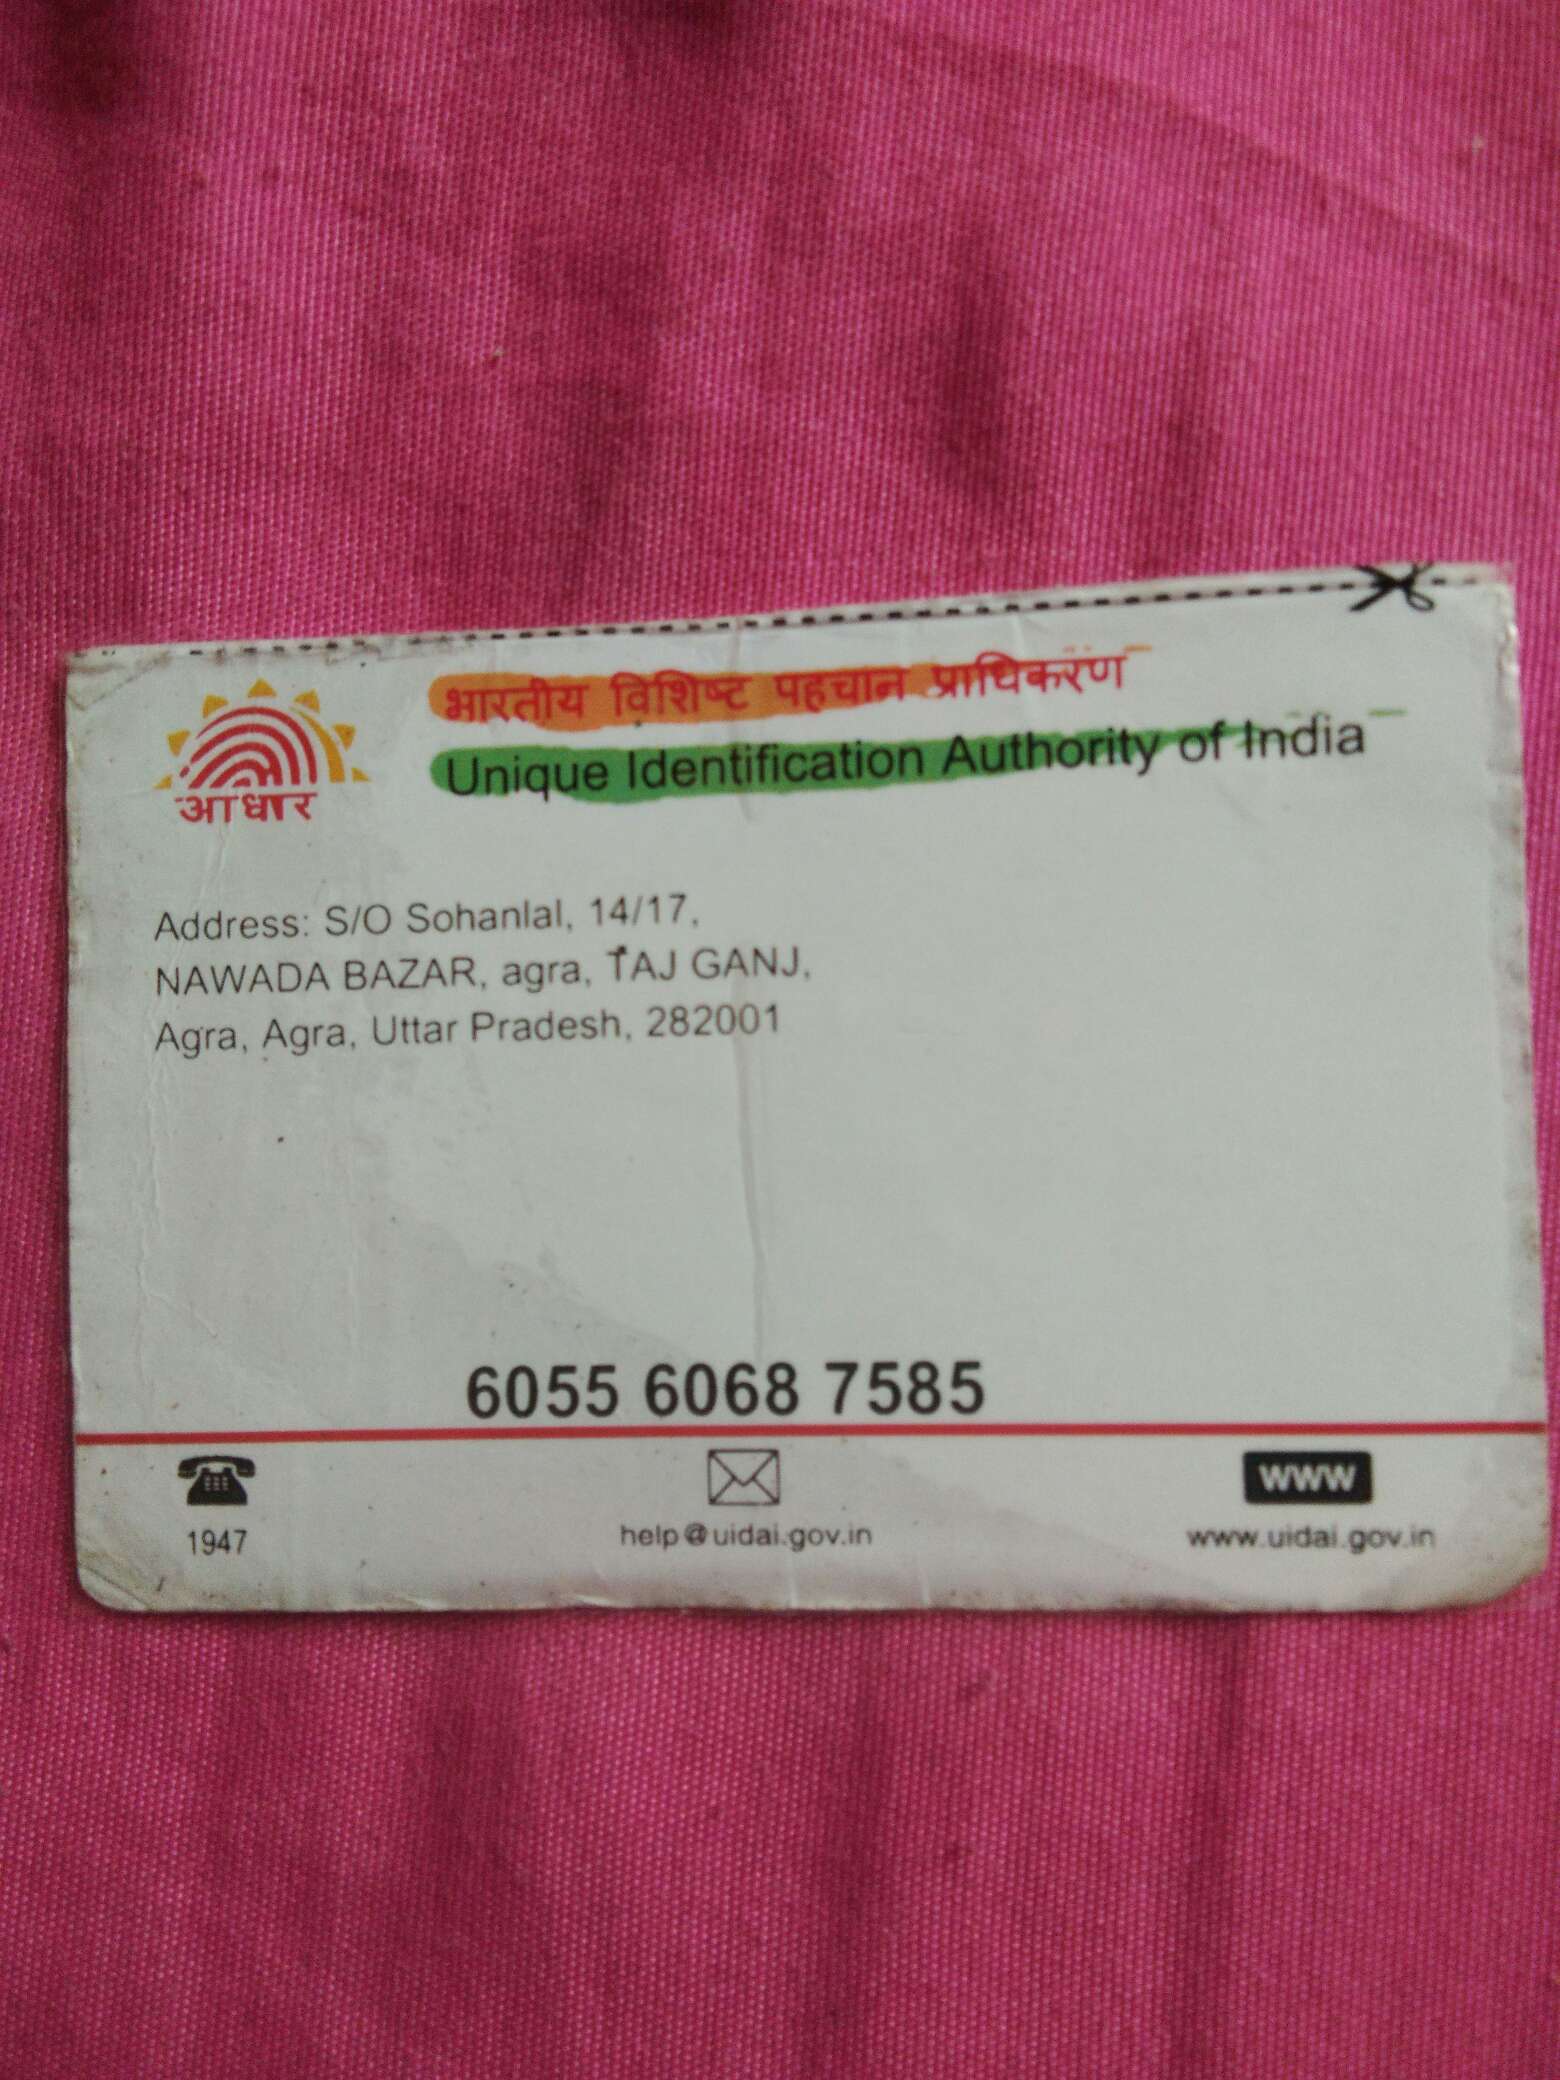 भारतीय विशिष्ट पहचान प्राधिकरण
Unique Identification Authority of India
आधार
Address: S/O Sohanlal, 14/17,
NAWADA BAZAR, agra, TAJ GANJ,
Agra, Agra, Uttar Pradesh, 282001
6055 6068 7585
WWW
1947
help@uidai.gov.in
www.uidai.gov.in